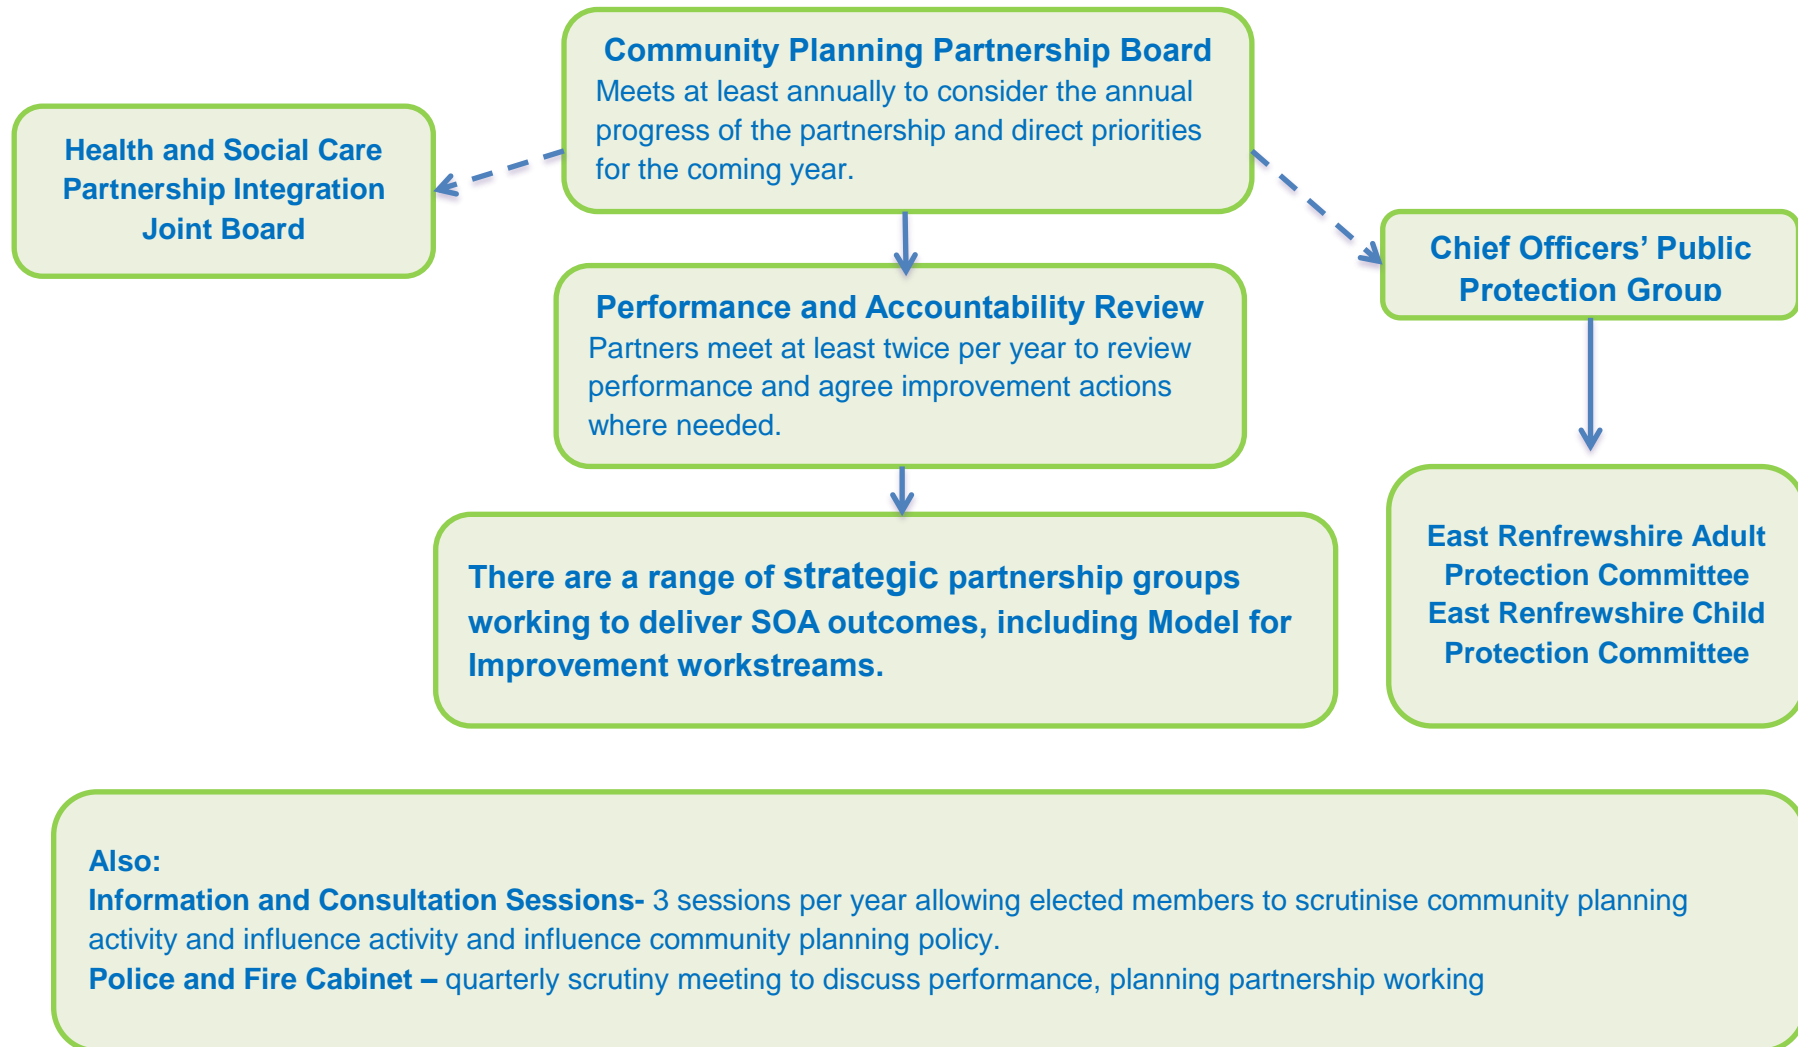 Community Planning Partnership Board
Meets at least annually to consider the annual
progress of the partnership and direct priorities
for the coming year.
Health and Social Care
Partnership Integration
Joint Board
Chief Officers’ Public
Protection Group
Performance and Accountability Review
Partners meet at least twice per year to review
performance and agree improvement actions
where needed.
There are a range of strategic partnership groups
working to deliver SOA outcomes, including Model for
Improvement workstreams.
East Renfrewshire Adult
Protection Committee
East Renfrewshire Child
Protection Committee
Also:
Information and Consultation Sessions- 3 sessions per year allowing elected members to scrutinise community planning
activity and influence activity and influence community planning policy.
Police and Fire Cabinet – quarterly scrutiny meeting to discuss performance, planning partnership working